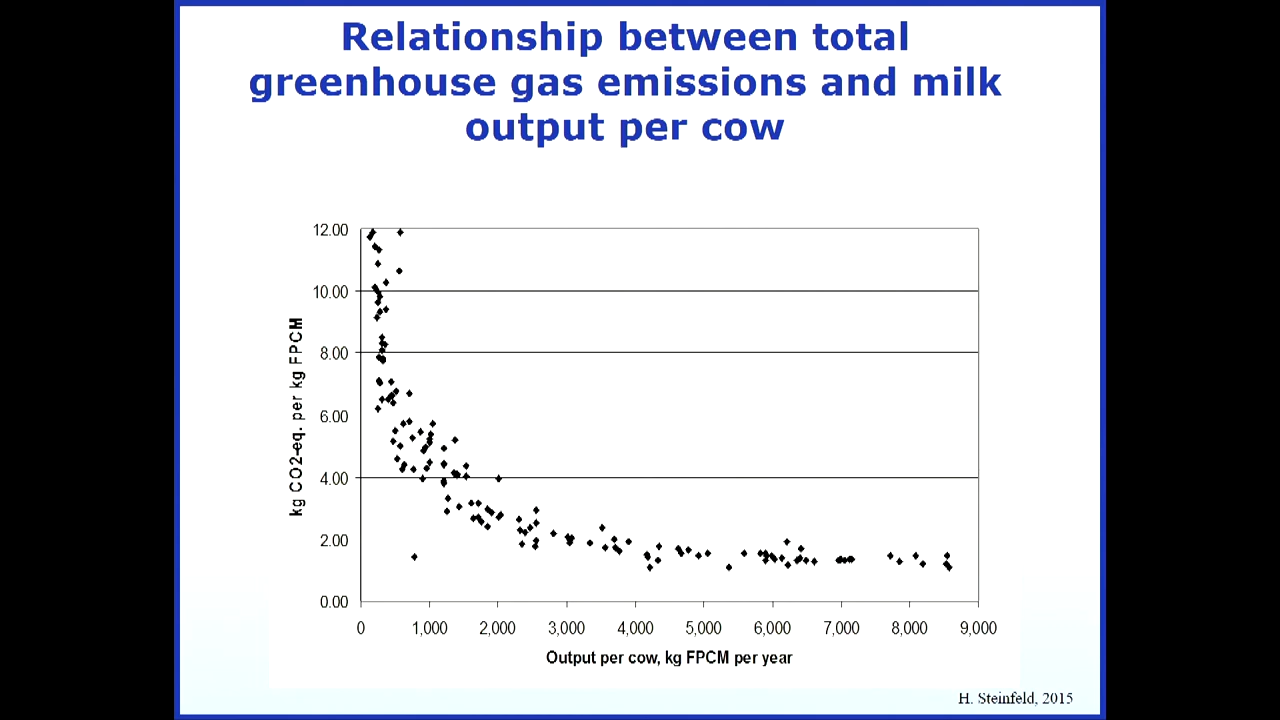 Relationship between total
greenhouse gas emissions and milk
output per cow
12.00
10.00
8.00
6.00
4.00
2.00
0.00
kg CO2-eq. per kg FPCM
0 1,000 2,000 3,000 4,000 5,000 6,000 7,000 8,000 9,000
Output per cow, kg FPCM per year
H. Steinfeld, 2015